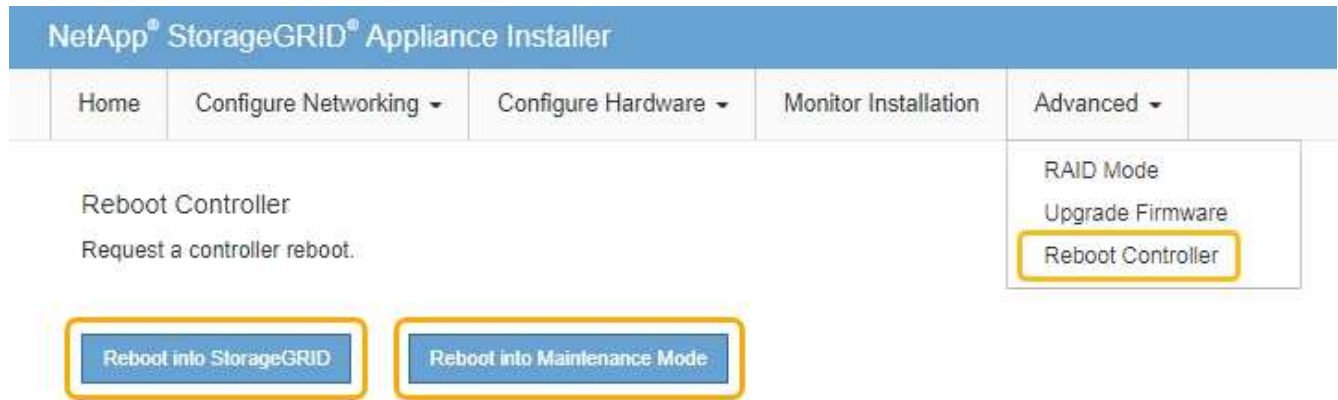 NetApp® StorageGRID® Appliance Installer
Home Configure Networking Configure Hardware Monitor Installation Advanced
RAID Mode
Upgrade Firmware
Reboot Controller
Reboot Controller
Request a controller reboot.
Reboot into StorageGRID Reboot into Maintenance Mode